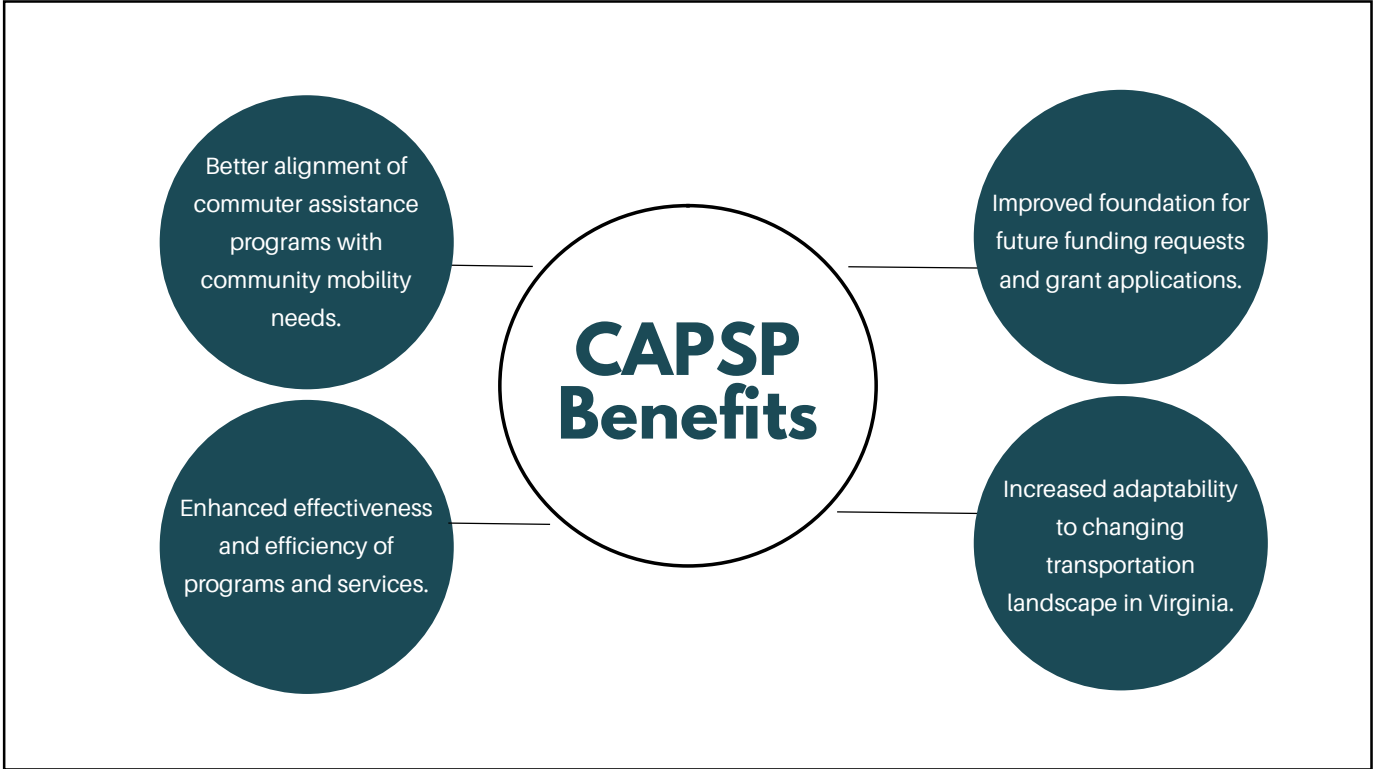 Better alignment of
commuter assistance
programs with
community mobility
needs.
Enhanced effectiveness
and efficiency of
programs and services.
CAPSP
Benefits
Improved foundation for
future funding requests
and grant applications.
Increased adaptability
to changing
transportation
landscape in Virginia.